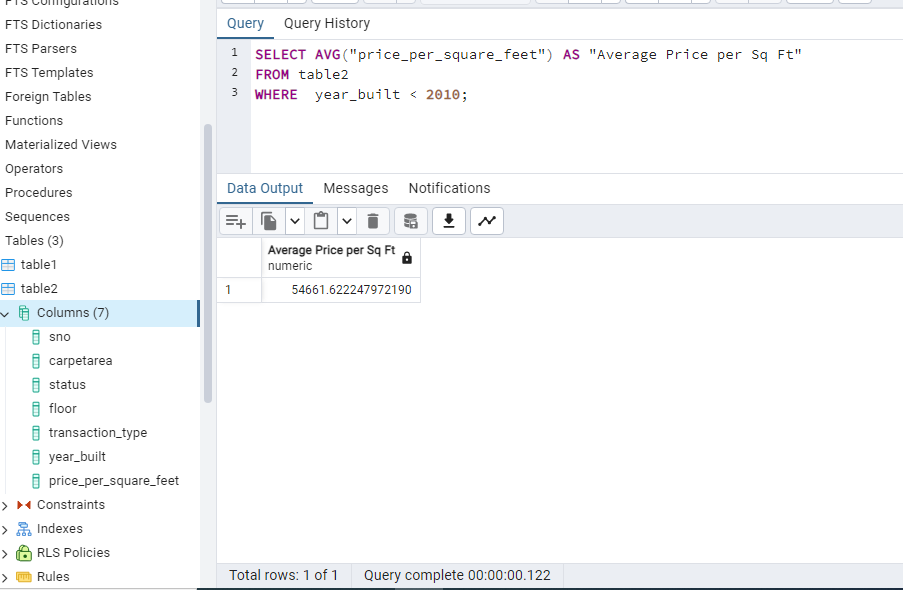 FTS Configurations
FTS Dictionaries
FTS Parsers
FTS Templates
Foreign Tables
Functions
Materialized Views
Operators
Procedures
Sequences
Tables (3)
table1
table2
Columns (7)
sno
carpetarea
status
floor
transaction_type
year_built
price_per_square_feet
Constraints
Indexes
RLS Policies
Rules
Query Query History
1 SELECT AVG("price_per_square_feet") AS "Average Price per Sq Ft"
2 FROM table2
3 WHERE  year_built < 2010;
Data Output Messages Notifications
Average Price per Sq Ft
numeric
1 54661.622247972190
Total rows: 1 of 1 Query complete 00:00:00.122